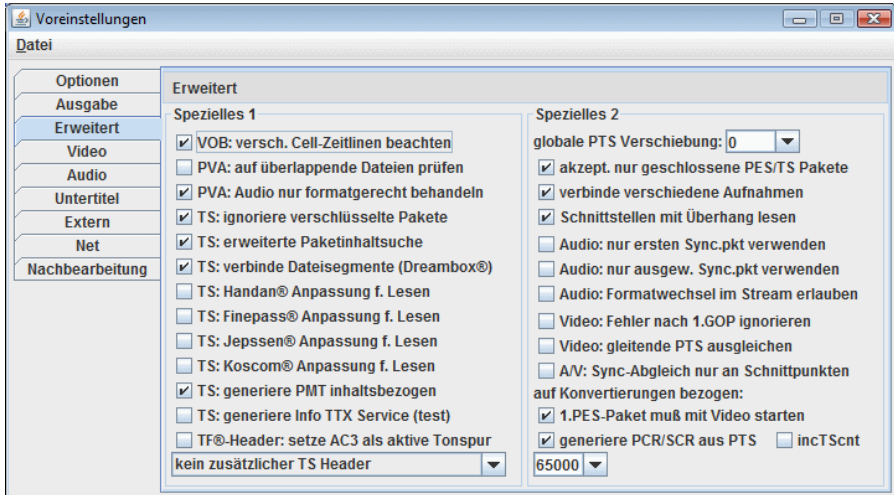 Voreinstellungen
Datei
Optionen
Ausgabe
Erweitert
Video
Audio
Untertitel
Extern
Net
Nachbearbeitung
Erweitert
Spezielles 1
VOB: versch. Cell-Zeitlinen beachten
PVA: auf überlappende Dateien prüfen
PVA: Audio nur formatgerecht behandeln
TS: ignoriere verschlüsselte Pakete
TS: erweiterte Paketinhaltsuche
TS: verbinde Dateisegmente (Dreambox®)
TS: Handan® Anpassung f. Lesen
TS: Finepass® Anpassung f. Lesen
TS: Jepssen® Anpassung f. Lesen
TS: Koscom® Anpassung f. Lesen
TS: generiere PMT inhaltsbezogen
TS: generiere Info TTX Service (test)
TF®-Header: setze AC3 als aktive Tonspur
kein zusätzlicher TS Header
Spezielles 2
globale PTS Verschiebung: 0
akzept. nur geschlossene PES/TS Pakete
verbinde verschiedene Aufnahmen
Schnittstellen mit Überhang lesen
Audio: nur ersten Sync.pkt verwenden
Audio: nur ausgew. Sync.pkt verwenden
Audio: Formatwechsel im Stream erlauben
Video: Fehler nach 1.GOP ignorieren
Video: gleitende PTS ausgleichen
A/V: Sync-Abgleich nur an Schnittpunkten
auf Konvertierungen bezogen:
1.PES-Paket muß mit Video starten
generiere PCR/SCR aus PTS incTScnt
65000